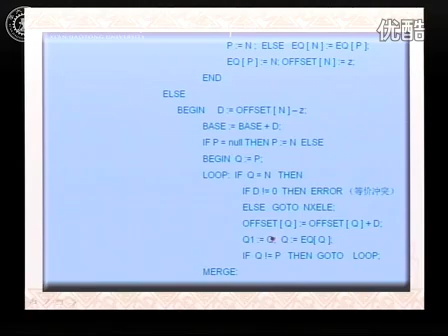 优酷
P := N ; ELSE EQ [ N ] := EQ [ P ];
EQ [ P ] := N; OFFSET [ N ] := z;
END
ELSE
BEGIN D := OFFSET [ N ] – z;
BASE := BASE + D;
IF P = null THEN P := N ELSE
BEGIN Q := P;
LOOP: IF Q = N THEN
IF D != 0 THEN ERROR （等价冲突）
ELSE GOTO NXELE;
OFFSET [ Q ] := OFFSET [ Q ] + D;
Q1 := Q; Q := EQ[ Q ];
IF Q != P THEN GOTO LOOP;
MERGE: